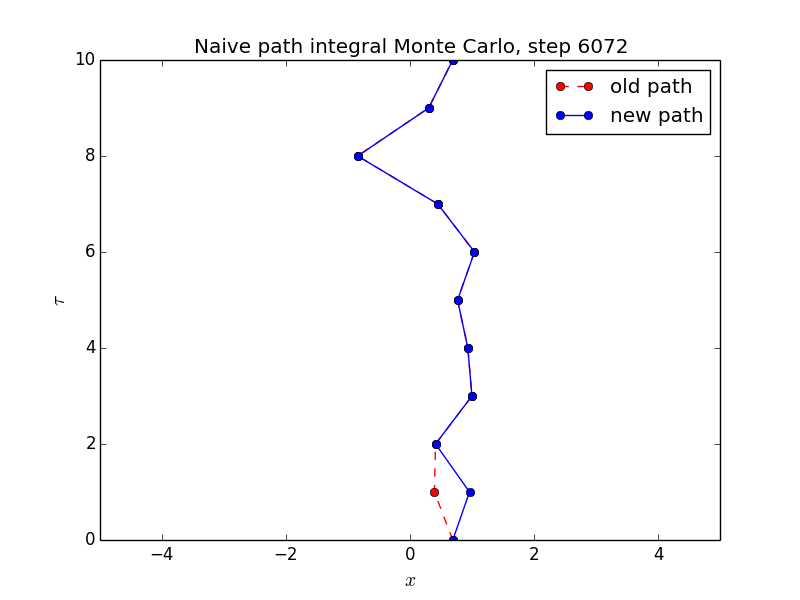 Naive path integral Monte Carlo, step 6072
old path
new path
10
8
6
4
2
0
τ
−4 −2 0 2 4
x